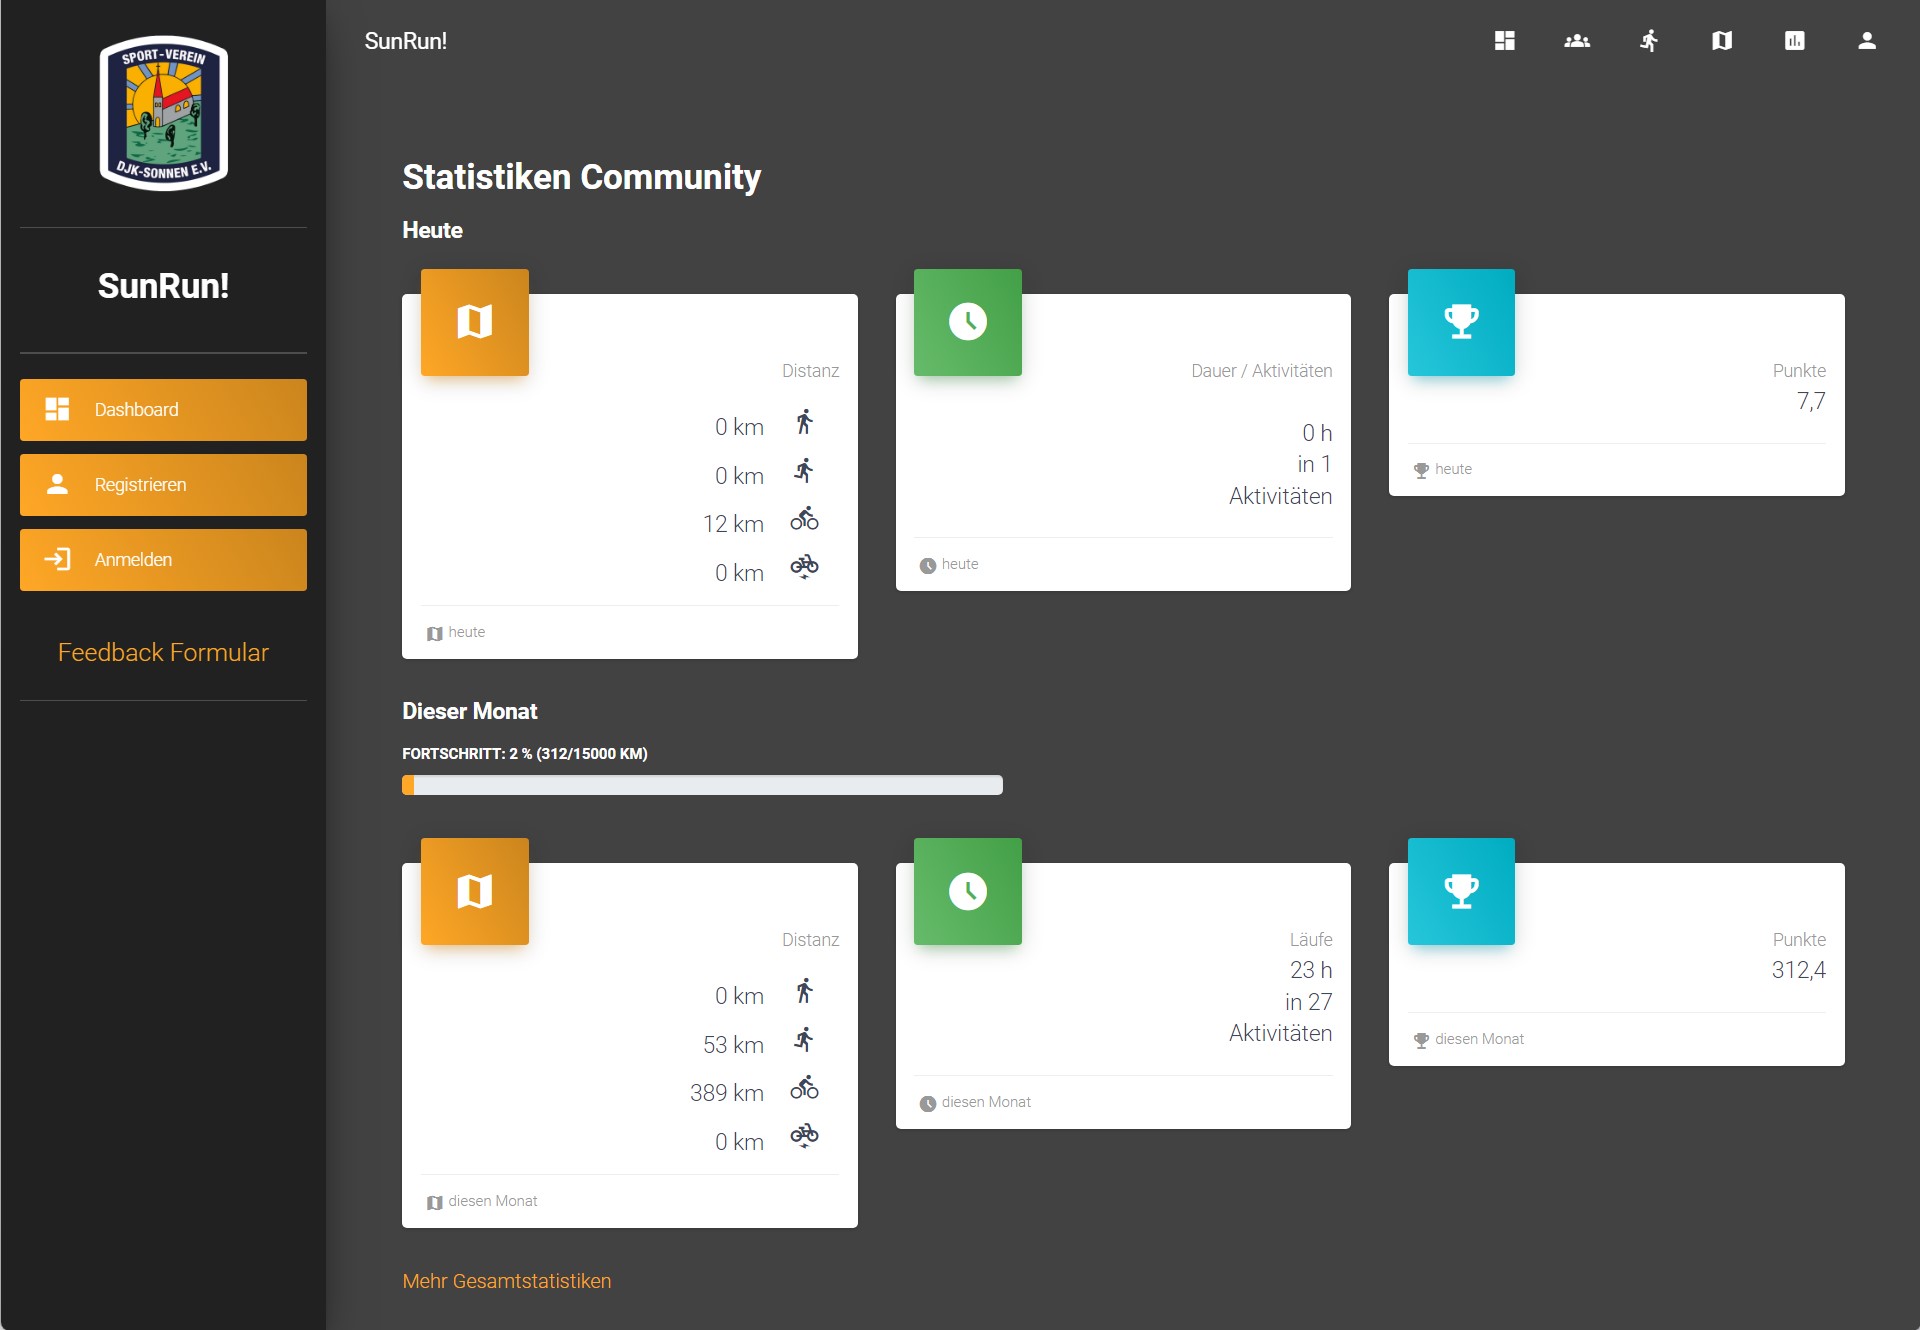 SPORT-VEREIN
DJK-SONNEN E.V.
SunRun!
Dashboard
Registrieren
Anmelden
Feedback Formular
SunRun!
Statistiken Community
Heute
Distanz
0 km
0 km
12 km
0 km
heute
Dauer / Aktivitäten
0 h
in 1
Aktivitäten
heute
Punkte
7,7
heute
Dieser Monat
FORTSCHRITT: 2 % (312/15000 KM)
Distanz
0 km
53 km
389 km
0 km
diesen Monat
Läufe
23 h
in 27
Aktivitäten
diesen Monat
Punkte
312,4
diesen Monat
Mehr Gesamtstatistiken